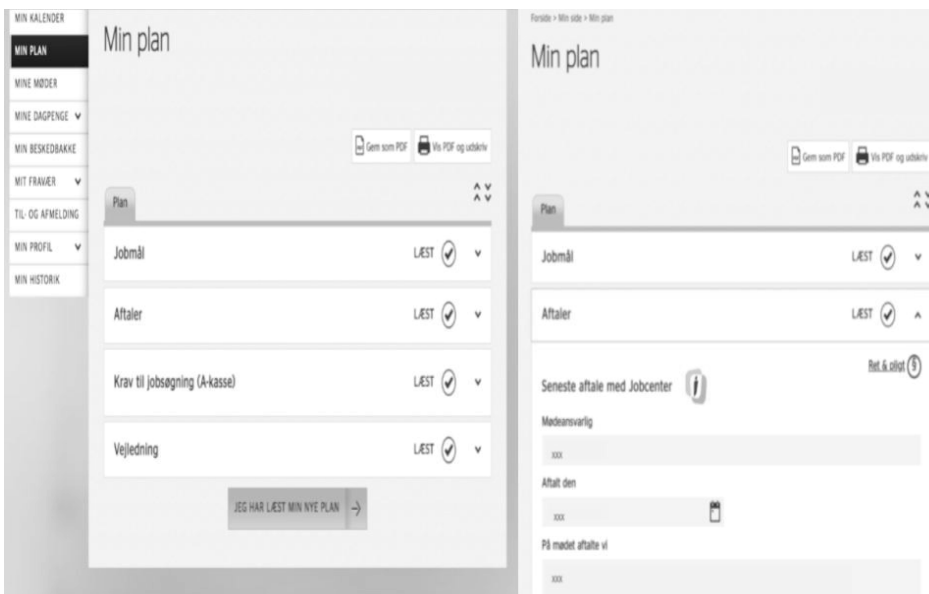 MIN KALENDER
MIN PLAN
MINE MØDER
MINE DAGPENGE
MIN BESKEDBAKKE
MIT FRAVÆR
TIL- OG AFMELDING
MIN PROFIL
MIN HISTORIK
Min plan
Gem som PDF Vis PDF og udskriv
Plan
Jobmål LÆST
Aftaler LÆST
Krav til jobsøgning (A-kasse) LÆST
Vejledning LÆST
JEG HAR LÆST MIN NYE PLAN
Forside > Min side > Min plan
Min plan
Gem som PDF Vis PDF og udskriv
Plan
Jobmål LÆST
Aftaler LÆST
Ret & pligt §
Seneste aftale med Jobcenter
Mødeansvarlig
xxx
Aftalt den
xxx
På mødet aftalte vi
xxx